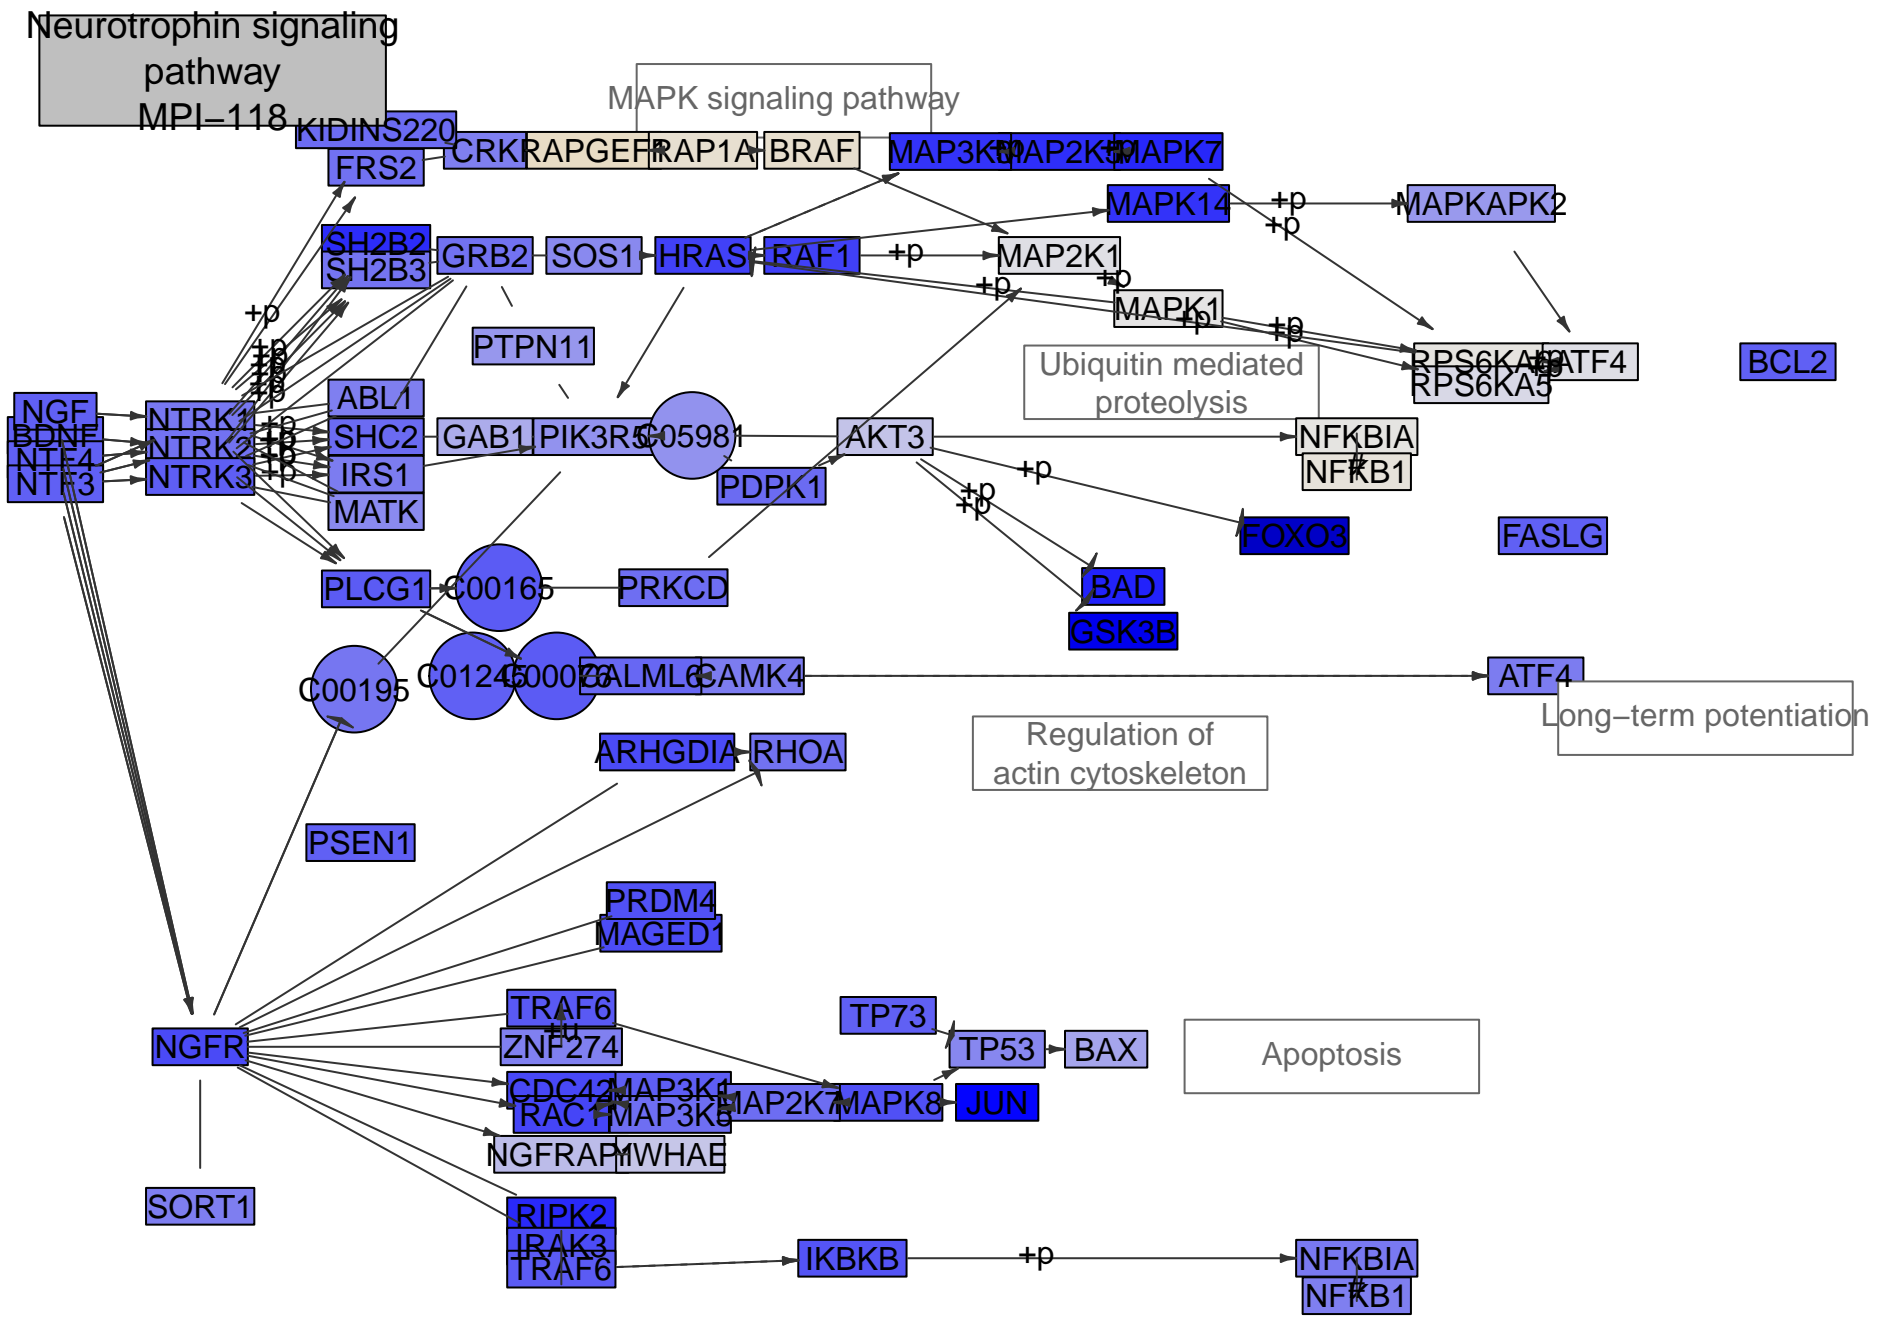 Neurotrophin signaling
pathway
MPI−118
MAPK signaling pathway
KIDINS220
FRS2
CRK
RAPGEF1
RAP1A
BRAF
MAP3K3
+p
MAP2K5
+p
MAPK7
MAPK14
+p
MAPKAPK2
+p
SH2B2
SH2B3
GRB2
SOS1
HRAS
RAF1
+p
MAP2K1
+p
+p
MAPK1
+p
+p
+p
+p
PTPN11
Ubiquitin mediated
proteolysis
RPS6KA6
RPS6KA5
+p
+p
ATF4
BCL2
+p
+p
+p
+p
+p
NGF
BDNF
NTF4
NTF3
NTRK1
NTRK2
NTRK3
+p
+p
+p
+p
ABL1
SHC2
IRS1
MATK
GAB1
PIK3R5
C05981
AKT3
PDPK1
NFKBIA
NFKB1
+p
+p
+p
FOXO3
FASLG
BAD
GSK3B
PLCG1
C00165
PRKCD
C00195
C01245
C00076
CALML6
CAMK4
ATF4
Long−term potentiation
ARHGDIA
RHOA
Regulation of
actin cytoskeleton
PSEN1
PRDM4
MAGED1
TRAF6
+u
ZNF274
NGFR
TP73
TP53
BAX
Apoptosis
CDC42
RAC1
MAP3K1
MAP3K5
MAP2K7
MAPK8
JUN
NGFRAP1
YWHAE
SORT1
RIPK2
IRAK3
TRAF6
IKBKB
+p
NFKBIA
NFKB1